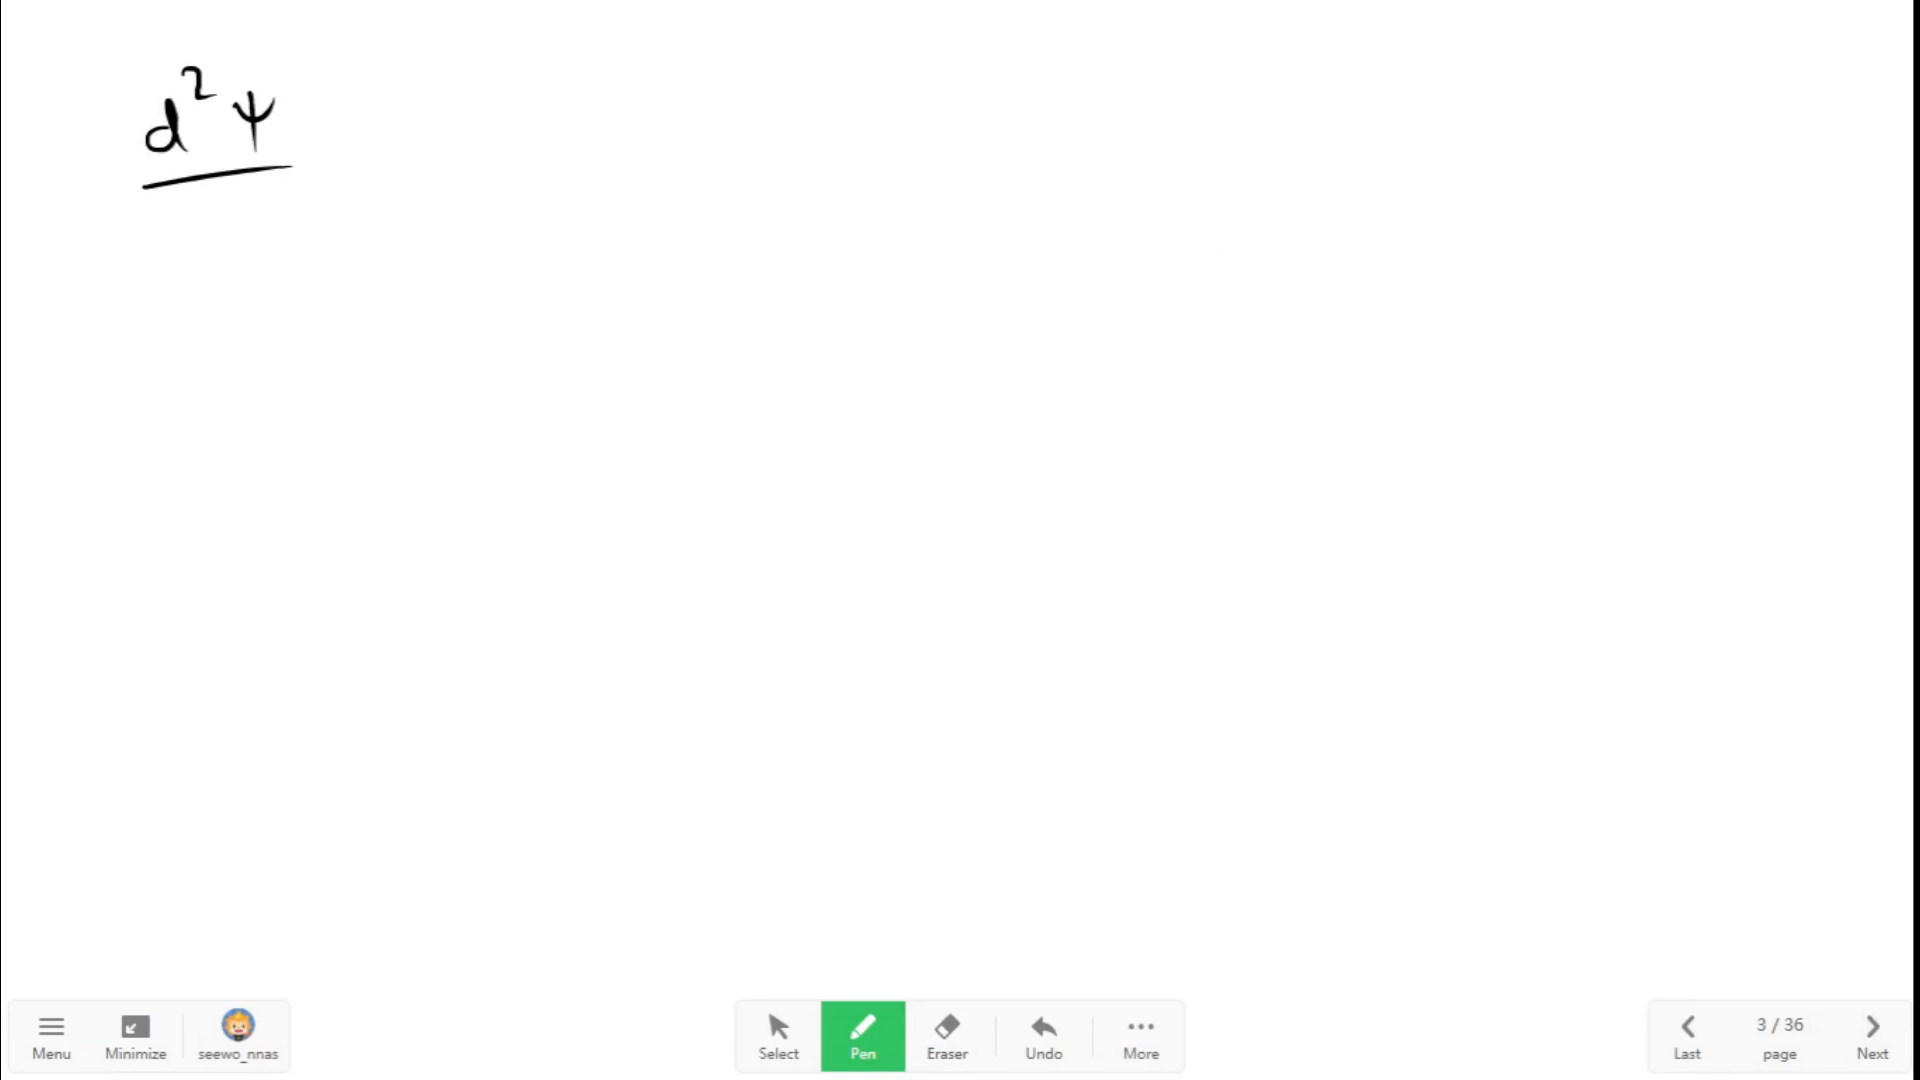 d²ψ
Menu Minimize seewo_nnas Select Pen Eraser Undo More Last 3 / 36 page Next